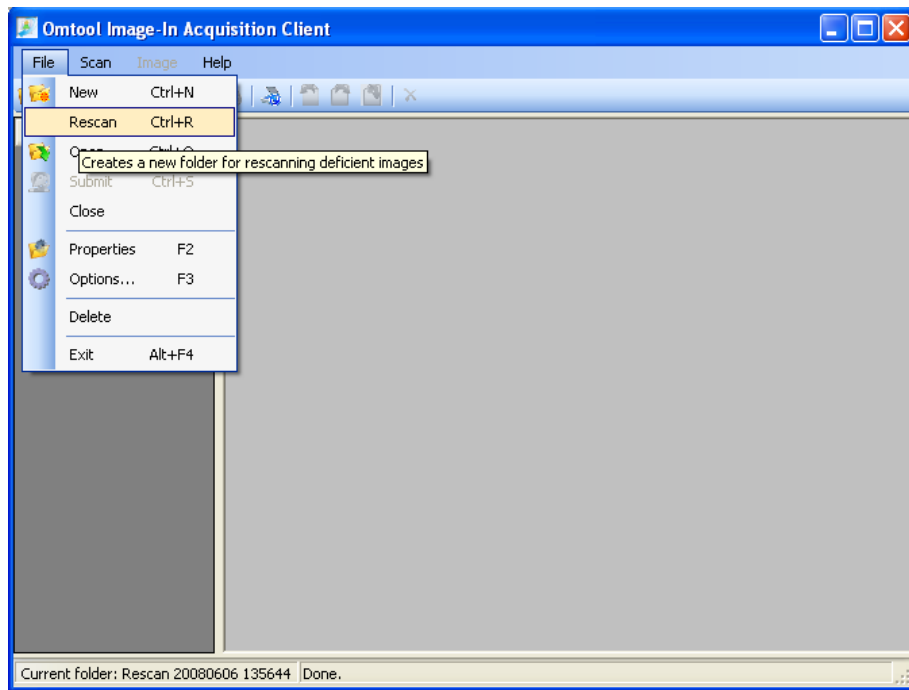 Omtool Image-In Acquisition Client
File Scan Image Help
New Ctrl+N
Rescan Ctrl+R
Creates a new folder for rescanning deficient images
Submit Ctrl+S
Close
Properties F2
Options... F3
Delete
Exit Alt+F4
Current folder: Rescan 20080606 135644 Done.